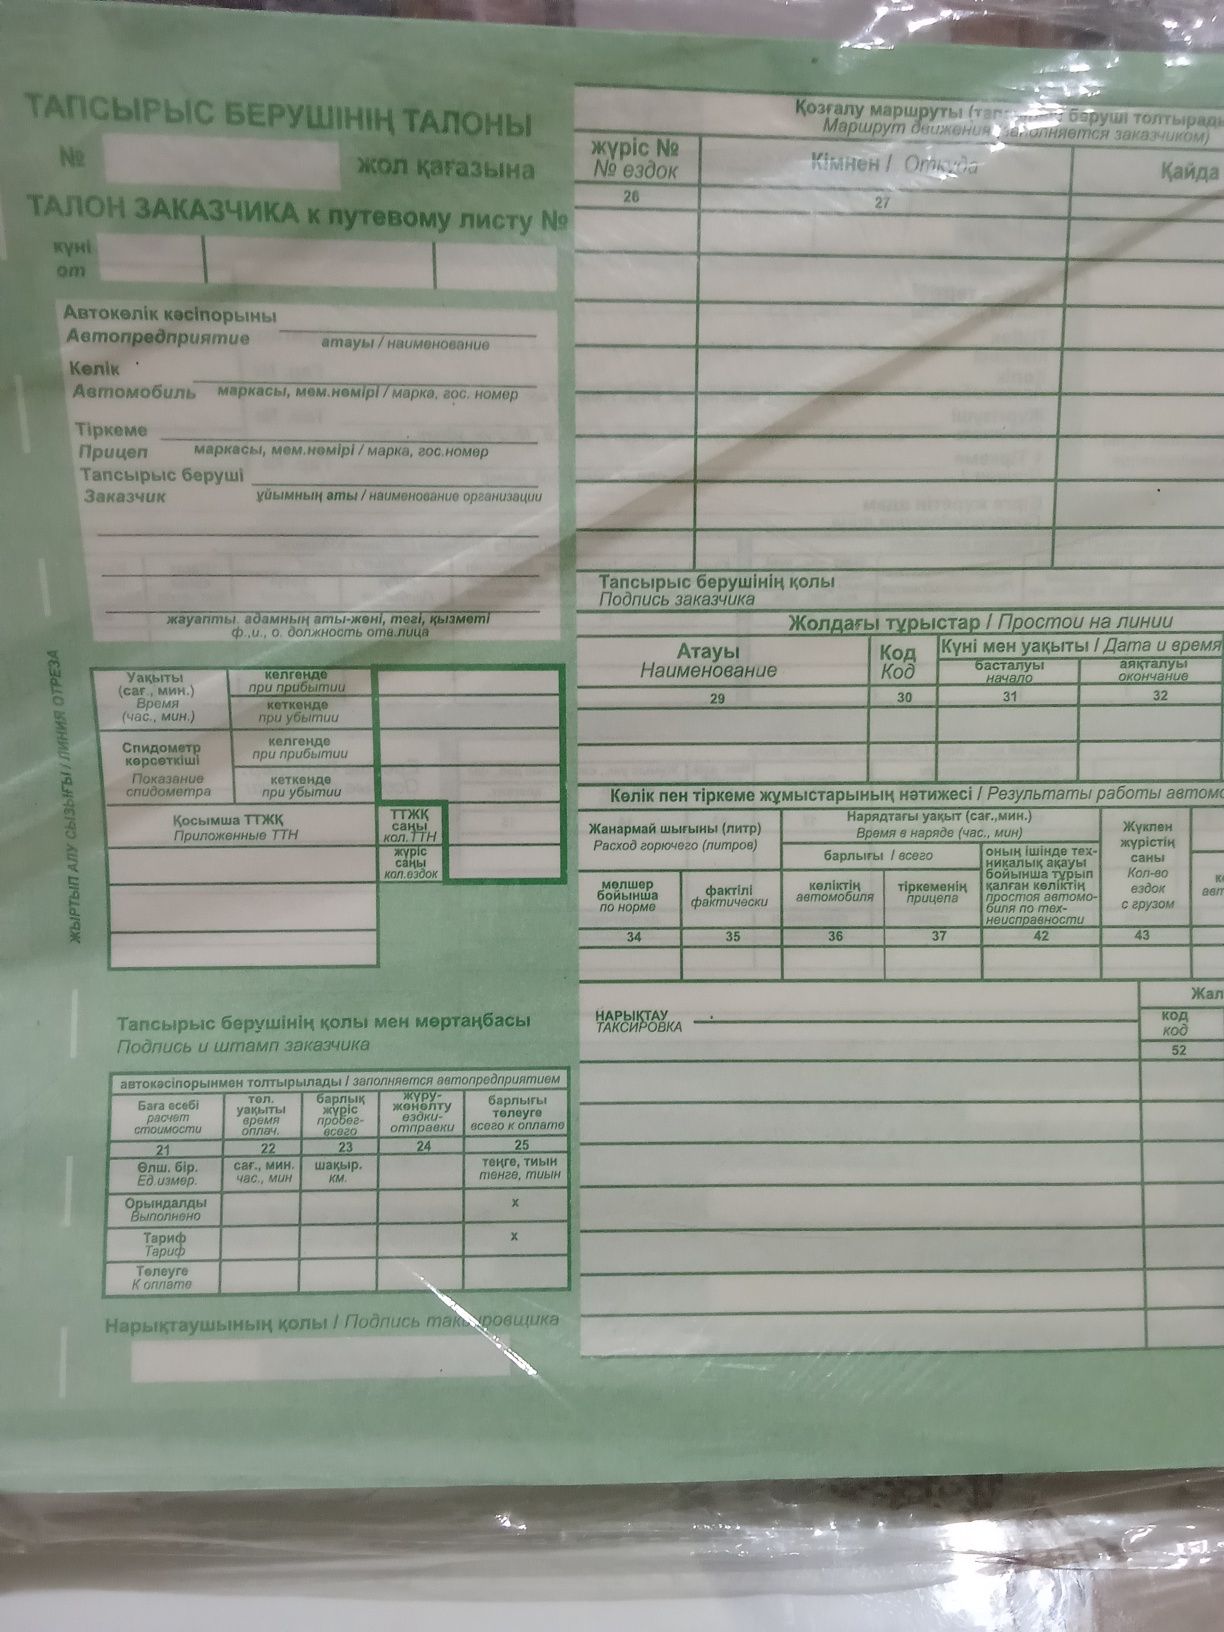 ТАПСЫРЫС БЕРУШІНІҢ ТАЛОНЫ
№ жол қағазына
ТАЛОН ЗАКАЗЧИКА к путевому листу №
күні
от
Автокөлік кәсіпорыны
Автопредприятие атауы / наименование
Көлік
Автомобиль маркасы, мем.нөмірі / марка, гос. номер
Тіркеме
Прицеп маркасы, мем.нөмірі / марка, гос.номер
Тапсырыс беруші
Заказчик ұйымның аты / наименование организации
жауапты адамның аты-жөні, тегі, қызметі
ф.,и., о. должность отв.лица
ЖЫРТЫП АЛУ СЫЗЫҒЫ / ЛИНИЯ ОТРЕЗА
Уақыты
(сағ., мин.)
Время
(час., мин.)
келгенде
при прибытии
кеткенде
при убытии
Спидометр
көрсеткіші
Показание
спидометра
келгенде
при прибытии
кеткенде
при убытии
Қосымша ТТЖҚ
Приложенные ТТН
ТТЖҚ
саны
кол. ТТН
жүріс
саны
кол.ездок
Тапсырыс берушінің қолы мен мөртаңбасы
Подпись и штамп заказчика
автокәсіпорынмен толтырылады / заполняется автопредприятием
Баға есебі
расчет
стоимости
төл.
уақыты
время
оплач.
барлық
жүріс
пробег-
всего
жүру-
жөнелту
ездки-
отправки
барлығы
төлеуге
всего к оплате
21 22 23 24 25
Өлш. бір.
Ед.измер.
сағ., мин.
час., мин
шақыр.
км.
теңге, тиын
тенге, тиын
Орындалды
Выполнено
х
Тариф
Тариф
х
Төлеуге
К оплате
Нарықтаушының қолы / Подпись таксировщика
Қозғалу маршруты беруші толтырады
Маршрут движения (заполняется заказчиком)
жүріс №
№ ездок
Кімнен / Откуда
Қайда
26 27
Тапсырыс берушінің қолы
Подпись заказчика
Жолдағы тұрыстар / Простои на линии
Атауы
Наименование
Код
Код
Күні мен уақыты / Дата и время
басталуы
начало
аяқталуы
окончание
29 30 31 32
Көлік пен тіркеме жұмыстарының нәтижесі / Результаты работы автомо
Жанармай шығыны (литр)
Расход горючего (литров)
Нарядтағы уақыт (сағ.,мин.)
Время в наряде (час., мин)
барлығы / всего
мөлшер
бойынша
по норме
фактілі
фактически
көліктің
автомобиля
тіркеменің
прицепа
оның ішінде тех-
никалық ақауы
бойынша тұрып
қалған көліктің
простоя автомо-
биля по тех-
неисправности
Жүкпен
жүрістің
саны
Кол-во
ездок
с грузом
34 35 36 37 42 43
НАРЫҚТАУ
ТАКСИРОВКА
Жал
код
код
52